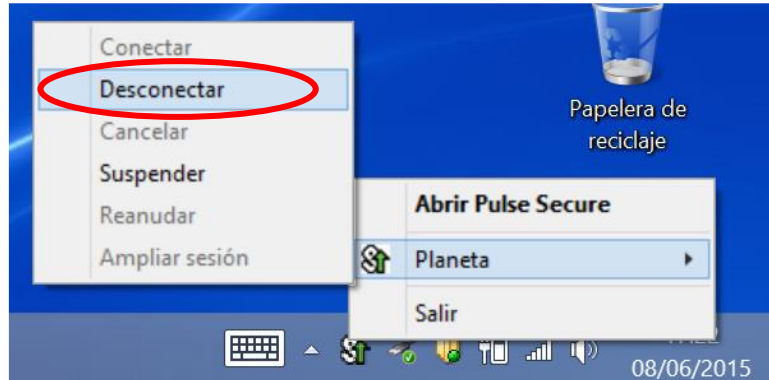 Conectar
Desconectar
Cancelar
Suspender
Reanudar
Ampliar sesión
Papelera de
reciclaje
Abrir Pulse Secure
Planeta
Salir
08/06/2015